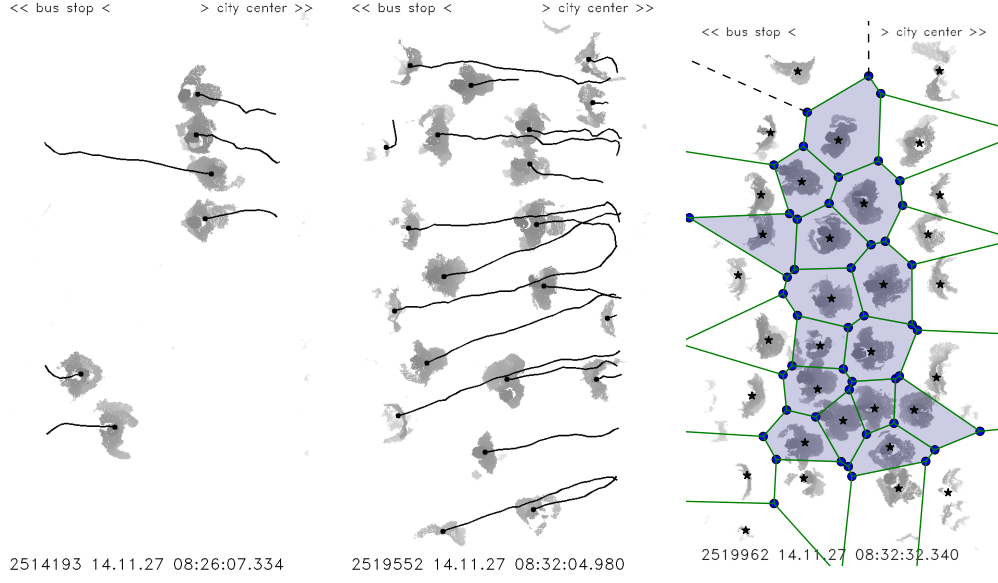 << bus stop < > city center >>
<< bus stop < > city center >>
<< bus stop < > city center >>
2514193 14.11.27 08:26:07.334
2519552 14.11.27 08:32:04.980
2519962 14.11.27 08:32:32.340